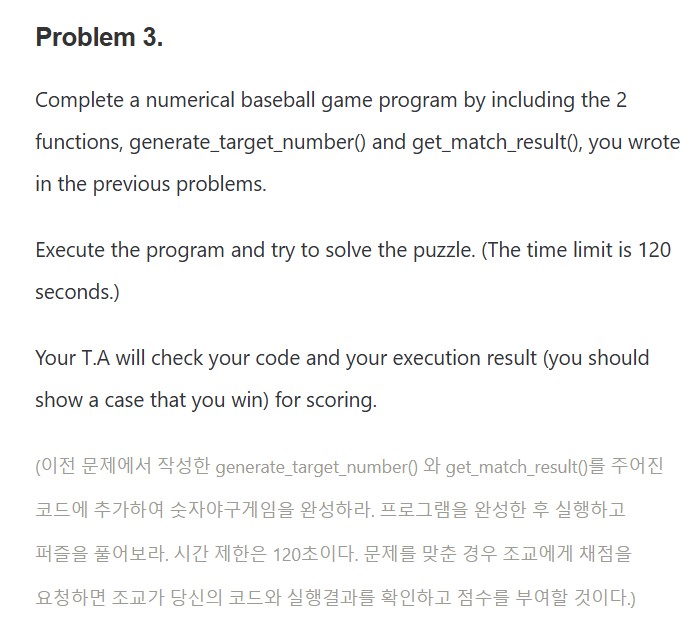 Problem 3.
Complete a numerical baseball game program by including the 2
functions, generate_target_number() and get_match_result(), you wrote
in the previous problems.
Execute the program and try to solve the puzzle. (The time limit is 120
seconds.)
Your T.A will check your code and your execution result (you should
show a case that you win) for scoring.
(이전 문제에서 작성한 generate_target_number() 와 get_match_result()를 주어진
코드에 추가하여 숫자야구게임을 완성하라. 프로그램을 완성한 후 실행하고
퍼즐을 풀어보라. 시간 제한은 120초이다. 문제를 맞춘 경우 조교에게 채점을
요청하면 조교가 당신의 코드와 실행결과를 확인하고 점수를 부여할 것이다.)